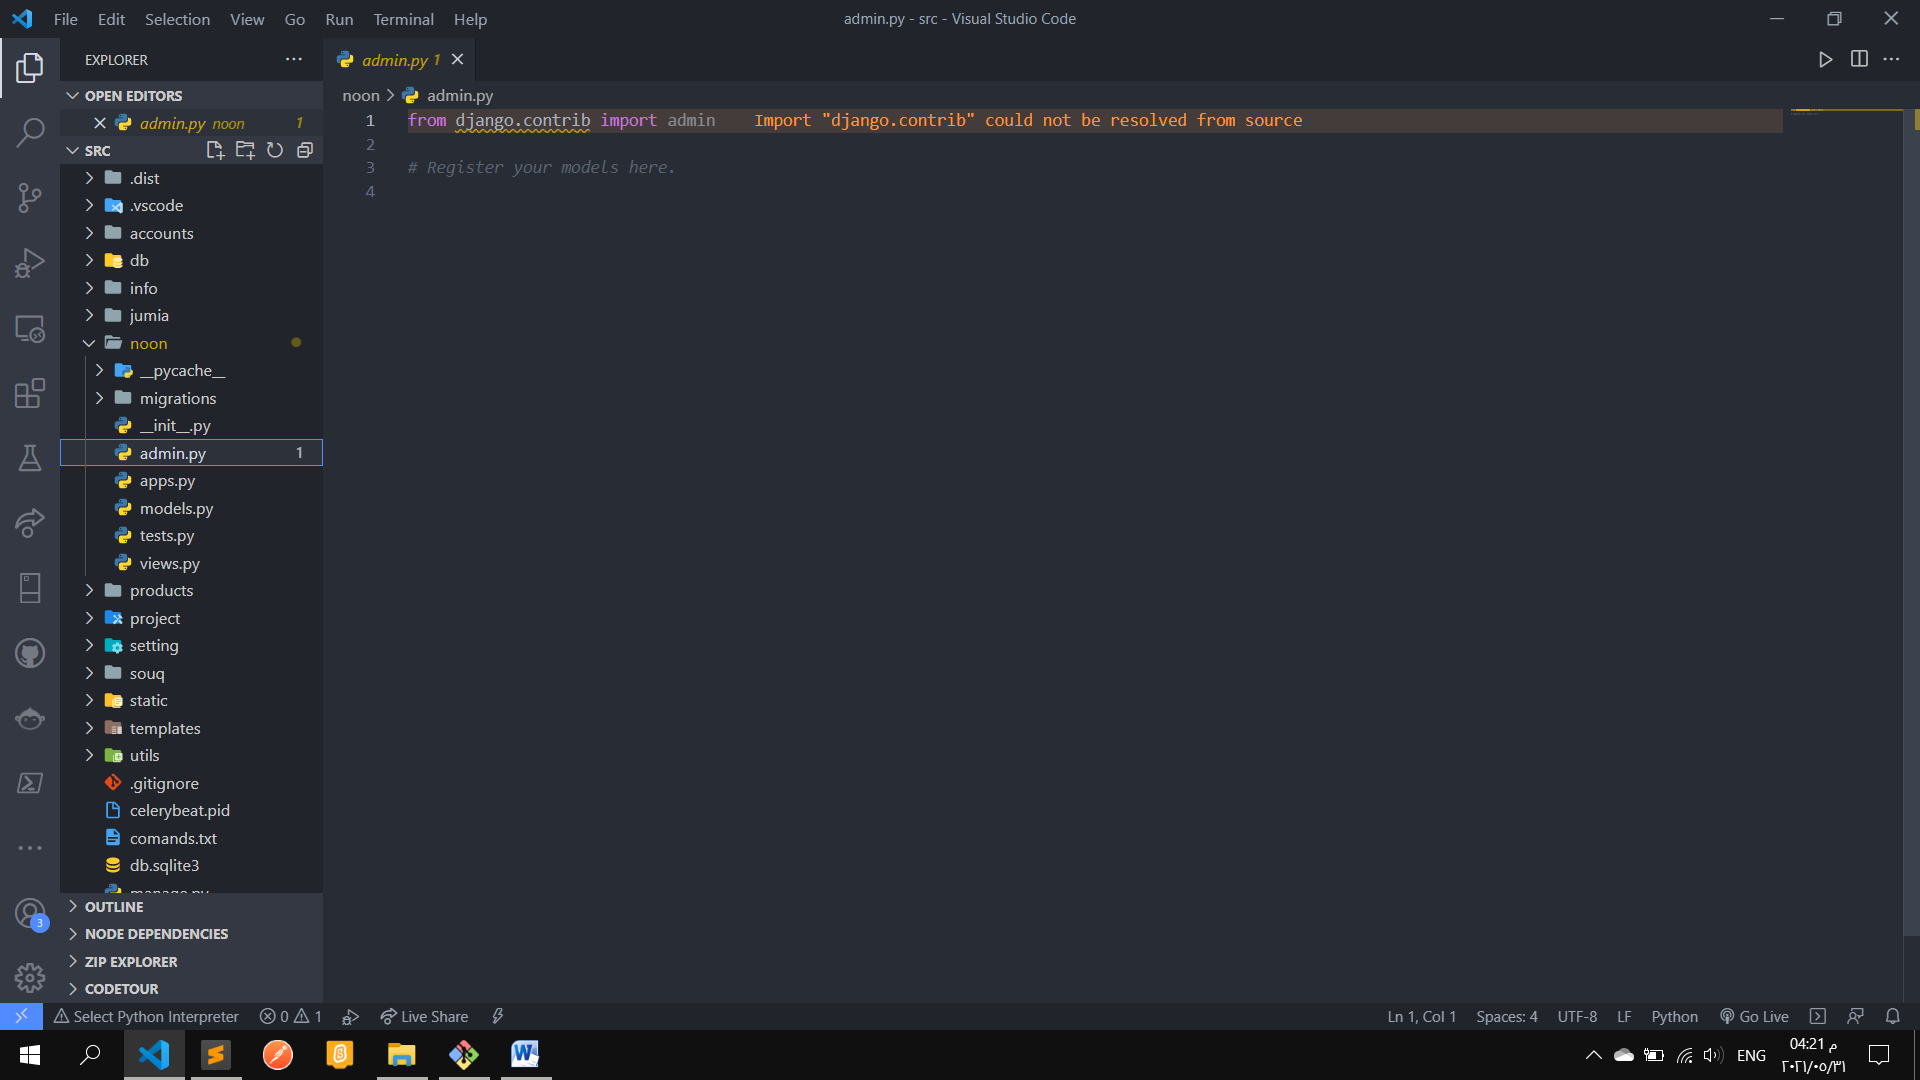 File Edit Selection View Go Run Terminal Help
admin.py - src - Visual Studio Code
EXPLORER
OPEN EDITORS
admin.py noon 1
SRC
.dist
.vscode
accounts
db
info
jumia
noon
__pycache__
migrations
__init__.py
admin.py 1
apps.py
models.py
tests.py
views.py
products
project
setting
souq
static
templates
utils
.gitignore
celerybeat.pid
comands.txt
db.sqlite3
manage.py
OUTLINE
NODE DEPENDENCIES
ZIP EXPLORER
CODETOUR
3
admin.py 1
noon > admin.py
1 from django.contrib import admin Import "django.contrib" could not be resolved from source
2
3 # Register your models here.
4
Select Python Interpreter 0 1 Live Share
Ln 1, Col 1 Spaces: 4 UTF-8 LF Python Go Live
ENG
04:21 م
٢٠٢١/٠٥/٣١